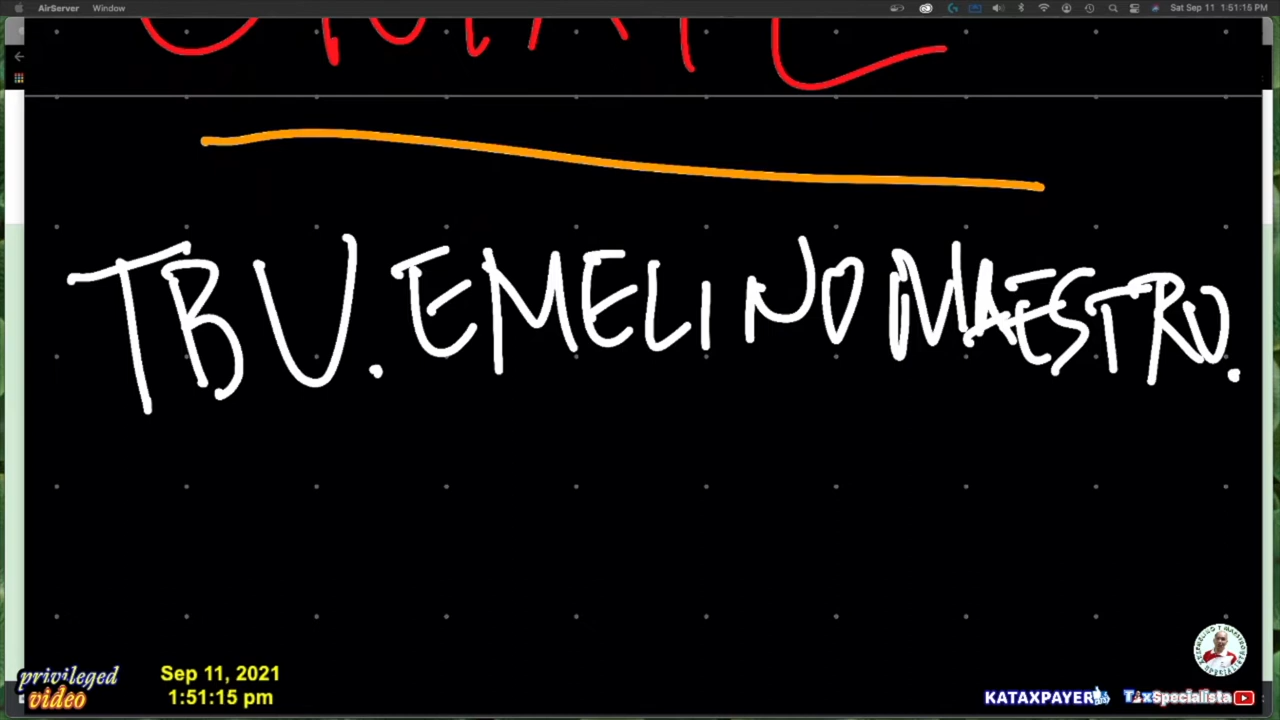 AirServer Window Sat Sep 11 1:51:15 PM
TBV. EMELINO MAESTRO.
privileged
video
Sep 11, 2021
1:51:15 pm
KATAXPAYER TaxSpecialista